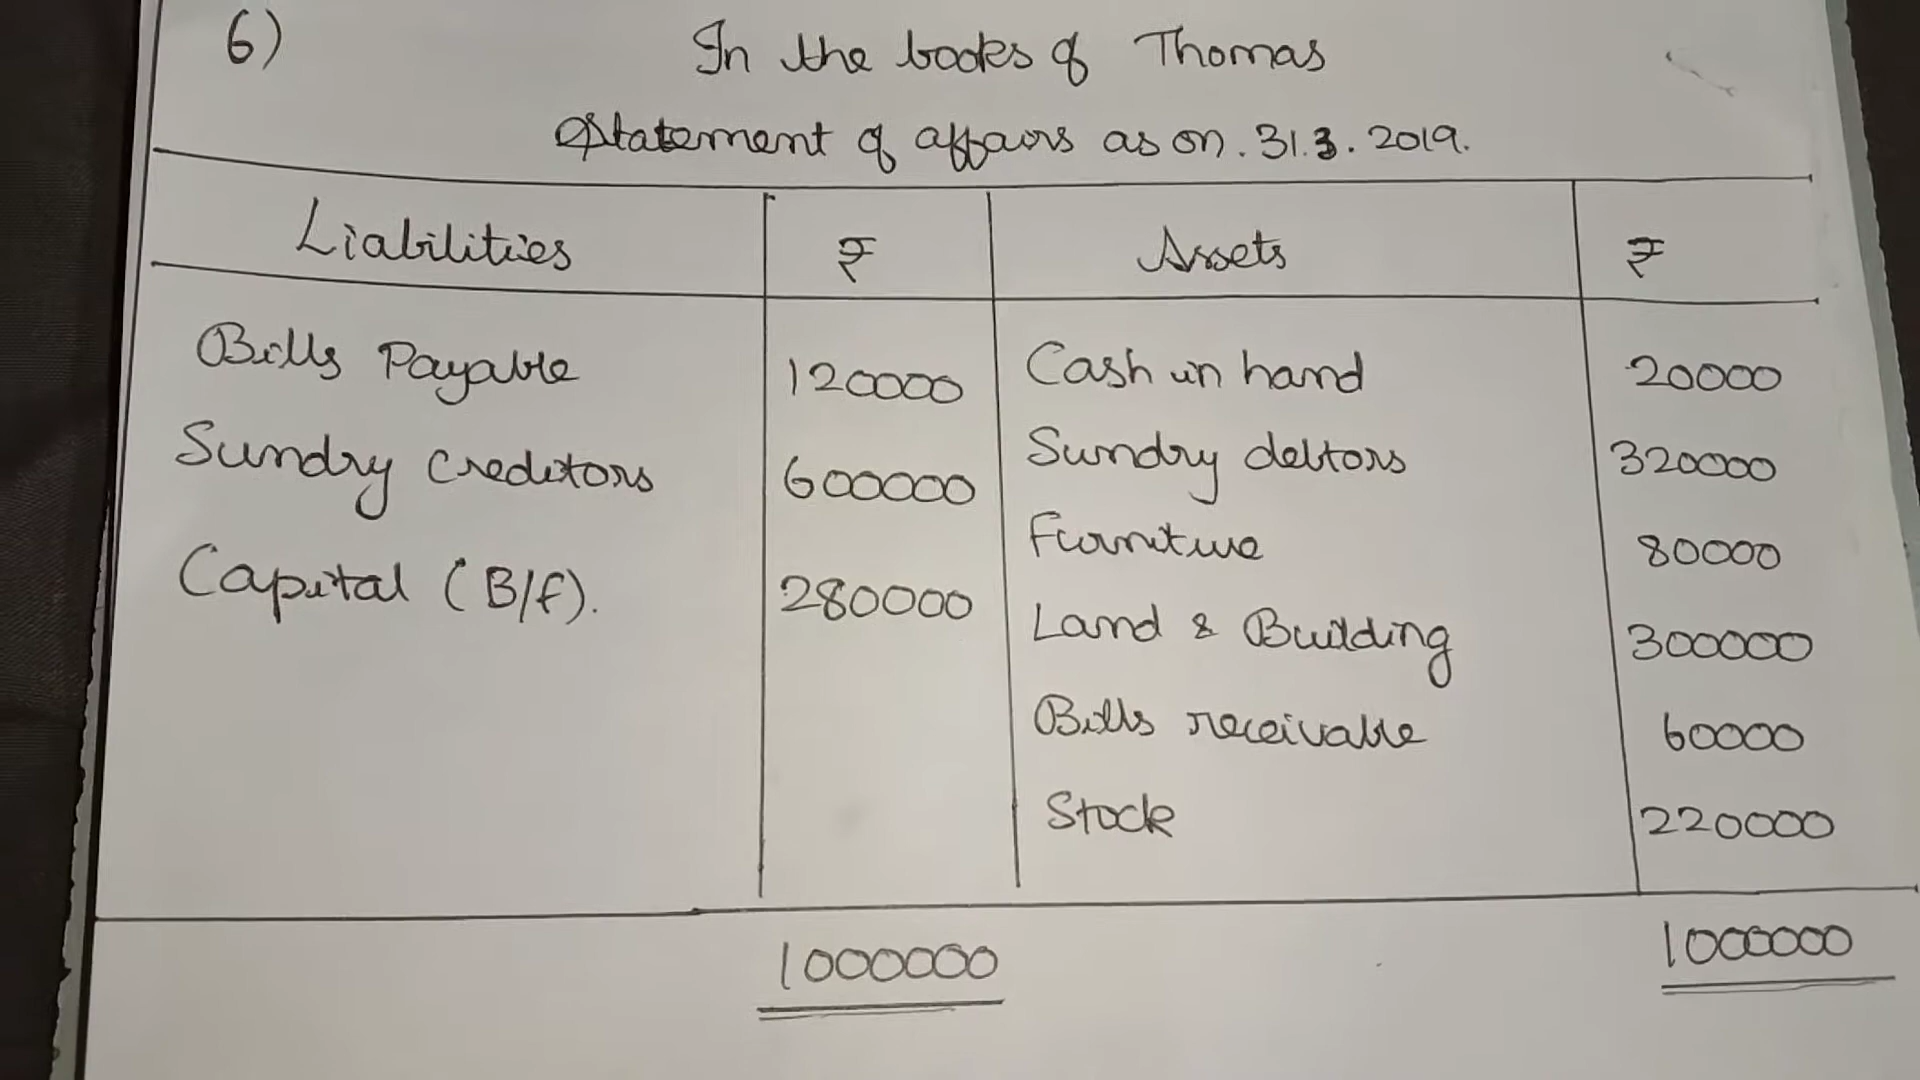 6) In the books of Thomas
Statement of affairs as on. 31.3.2019.
Liabilities ₹ Assets ₹
Bills Payable 120000 Cash in hand 20000
Sundry creditors 600000 Sundry debtors 320000
Capital (B/f). 280000 Furniture 80000
Land & Building 300000
Bills receivable 60000
Stock 220000
1000000 1000000